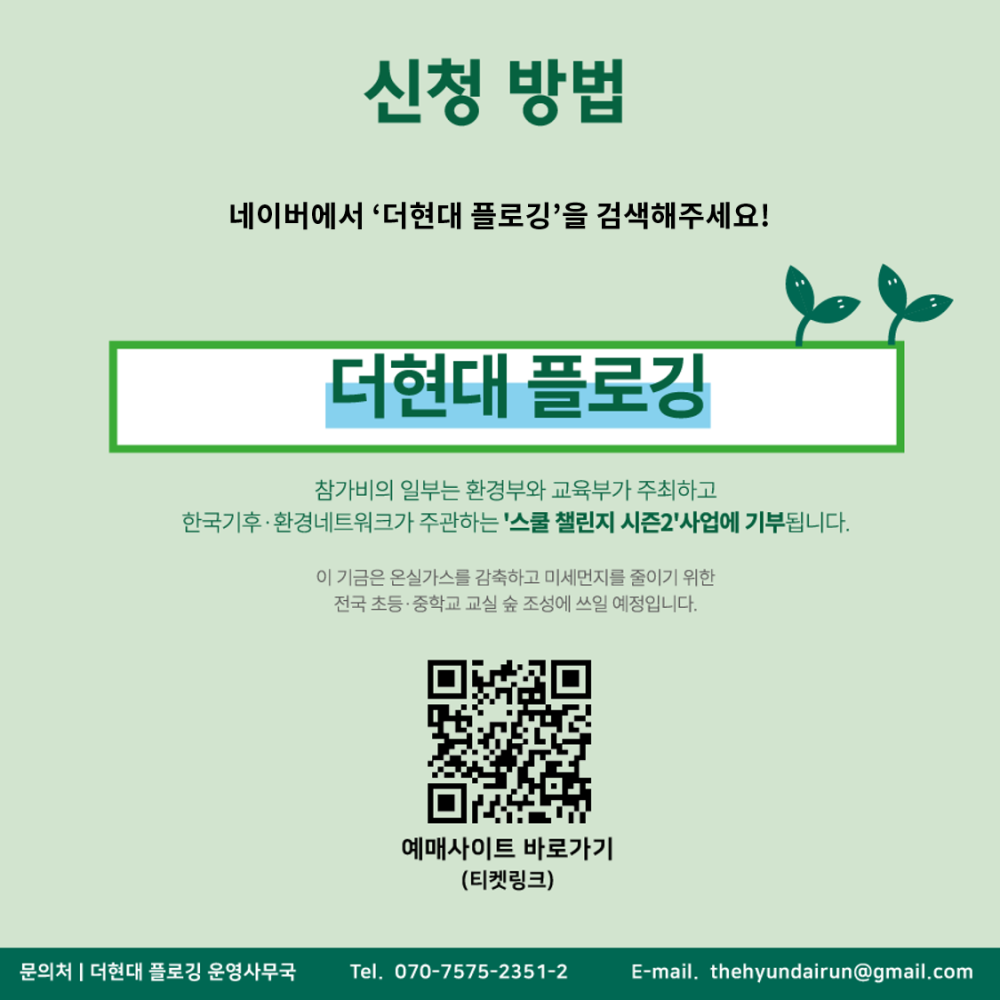 신청 방법
네이버에서 ‘더현대 플로깅’을 검색해주세요!
더현대 플로깅
참가비의 일부는 환경부와 교육부가 주최하고
한국기후·환경네트워크가 주관하는 '스쿨 챌린지 시즌2'사업에 기부됩니다.
이 기금은 온실가스를 감축하고 미세먼지를 줄이기 위한
전국 초등·중학교 교실 숲 조성에 쓰일 예정입니다.
예매사이트 바로가기
(티켓링크)
문의처 | 더현대 플로깅 운영사무국 Tel. 070-7575-2351-2 E-mail. thehyundairun@gmail.com